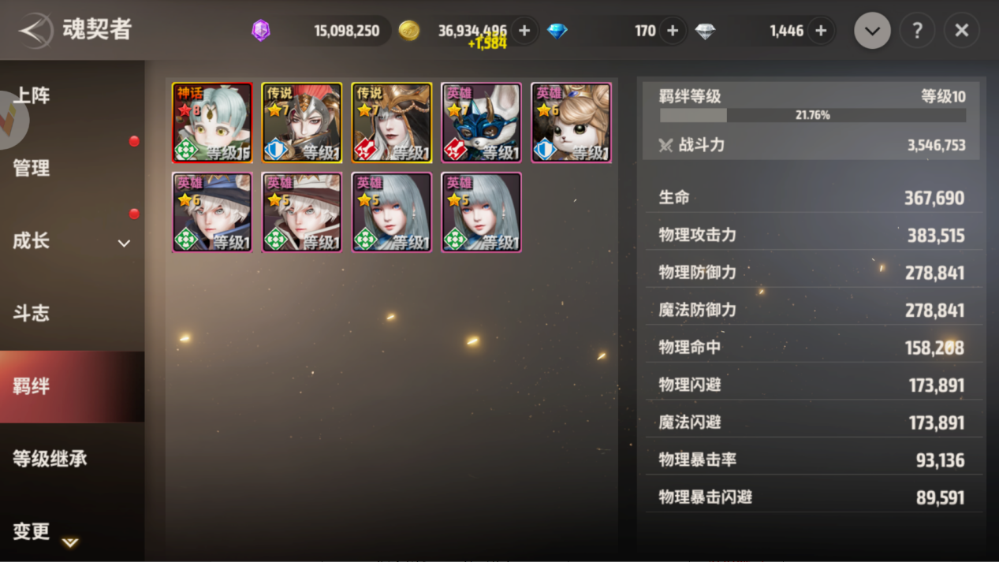 魂契者
15,098,250
36,934,496
+1,584
170
1,446
上阵
管理
成长
斗志
羁绊
等级继承
变更
神话 8 等级15
传说 7 等级1
传说 7 等级1
英雄 等级1
英雄 6 等级1
英雄 6 等级1
英雄 5 等级1
英雄 5 等级1
英雄 5 等级1
羁绊等级 等级10
21.76%
战斗力 3,546,753
生命 367,690
物理攻击力 383,515
物理防御力 278,841
魔法防御力 278,841
物理命中 158,208
物理闪避 173,891
魔法闪避 173,891
物理暴击率 93,136
物理暴击闪避 89,591